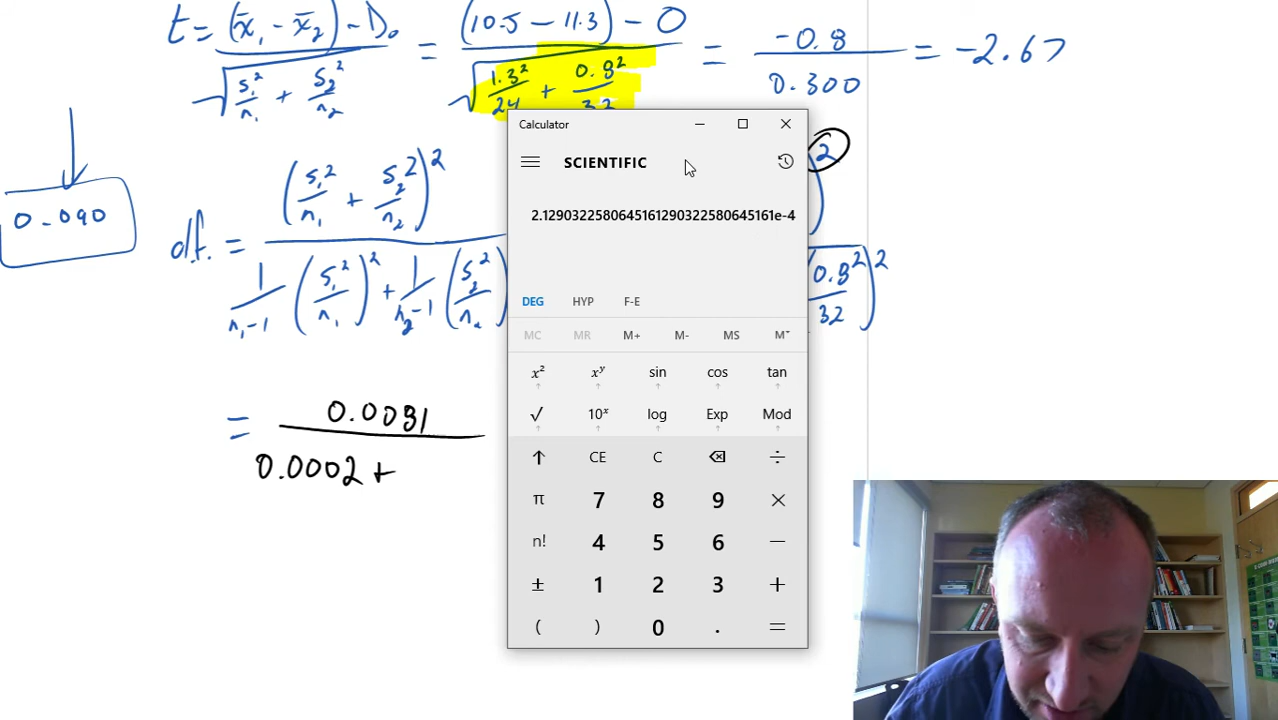 t = (x̄₁ - x̄₂) - D₀ / √(s₁²/n₁ + s₂²/n₂) = (10.5 - 11.3) - 0 / √(1.3²/24 + 0.8²/32) = -0.8 / 0.300 = -2.67
0.090
df. = (s₁²/n₁ + s₂²/n₂)² / 1/n₁-1 (s₁²/n₁)² + 1/n₂-1 (s₂²/n₂
)²
(0.8²/32)²
= 0.0081 / 0.0002 +
Calculator
SCIENTIFIC
2.1290322580645161290322580645161e-4
DEG HYP F-E
MC MR M+ M- MS M˅
x² xʸ sin cos tan
√ 10ˣ log Exp Mod
↑ CE C ⌫ ÷
π 7 8 9 ×
n! 4 5 6 −
± 1 2 3 +
( ) 0 . =